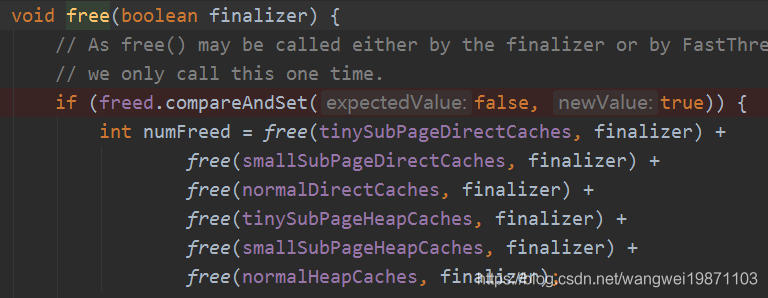 void free(boolean finalizer) {
// As free() may be called either by the finalizer or by FastThre
// we only call this one time.
if (freed.compareAndSet( expectedValue: false, newValue: true)) {
int numFreed = free(tinySubPageDirectCaches, finalizer) +
free(smallSubPageDirectCaches, finalizer) +
free(normalDirectCaches, finalizer) +
free(tinySubPageHeapCaches, finalizer) +
free(smallSubPageHeapCaches, finalizer) +
free(normalHeapCaches, finalizer);
https://blog.csdn.net/wangwei19871103